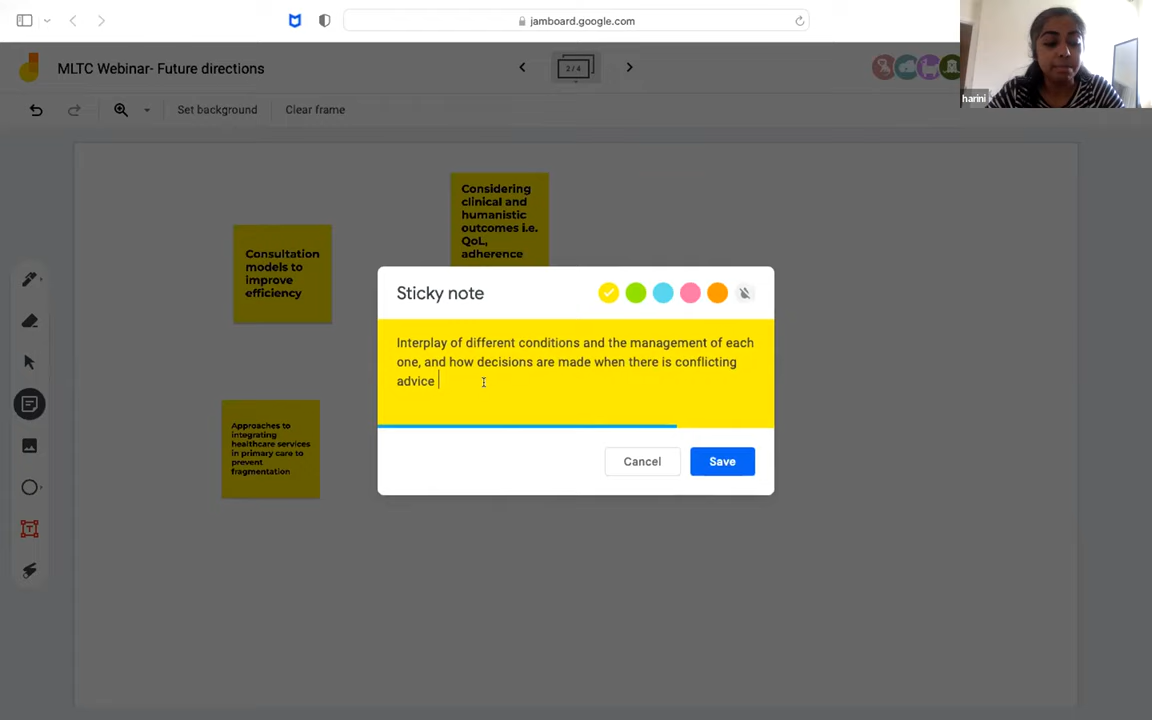 jamboard.google.com
MLTC Webinar- Future directions
2/4
harini
Set background
Clear frame
Considering
clinical and
humanistic
outcomes i.e.
QoL,
adherence
Consultation
models to
improve
efficiency
Sticky note
Interplay of different conditions and the management of each
one, and how decisions are made when there is conflicting
advice
Approaches to
integrating
healthcare services
in primary care to
prevent
fragmentation
Cancel
Save